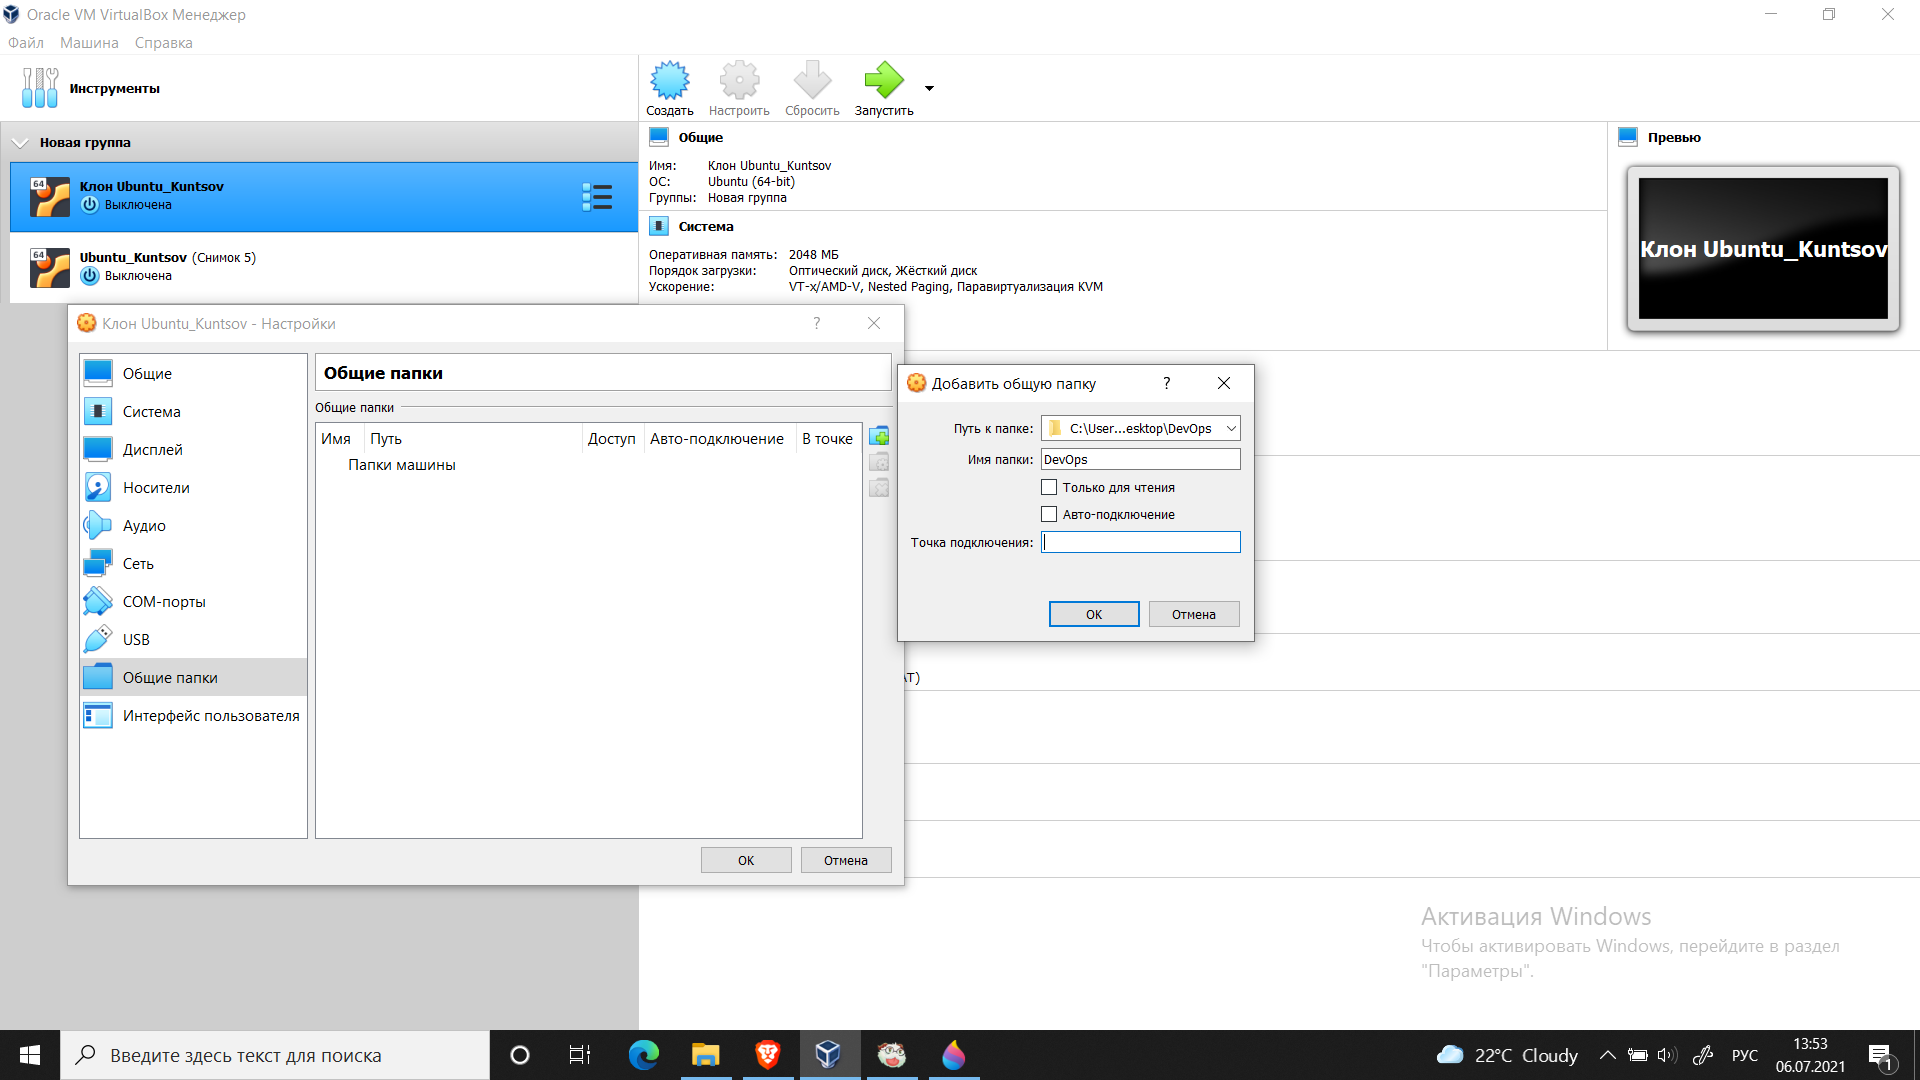 Oracle VM VirtualBox Менеджер
Файл Машина Справка
Инструменты
Создать Настроить Сбросить Запустить
Новая группа
64 Клон Ubuntu_Kuntsov
Выключена
64 Ubuntu_Kuntsov (Снимок 5)
Выключена
Общие
Имя: Клон Ubuntu_Kuntsov
ОС: Ubuntu (64-bit)
Группы: Новая группа
Система
Оперативная память: 2048 МБ
Порядок загрузки: Оптический диск, Жёсткий диск
Ускорение: VT-x/AMD-V, Nested Paging, Паравиртуализация KVM
Превью
Клон Ubuntu_Kuntsov
Клон Ubuntu_Kuntsov - Настройки
?
Общие
Система
Дисплей
Носители
Аудио
Сеть
COM-порты
USB
Общие папки
Интерфейс пользователя
Общие папки
Общие папки
Имя Путь Доступ Авто-подключение В точке
Папки машины
OK Отмена
Добавить общую папку
?
Путь к папке: C:\User...esktop\DevOps
Имя папки: DevOps
Только для чтения
Авто-подключение
Точка подключения:
OK Отмена
AT)
Активация Windows
Чтобы активировать Windows, перейдите в раздел
"Параметры".
Введите здесь текст для поиска
22°C Cloudy
РУС
13:53
06.07.2021
1